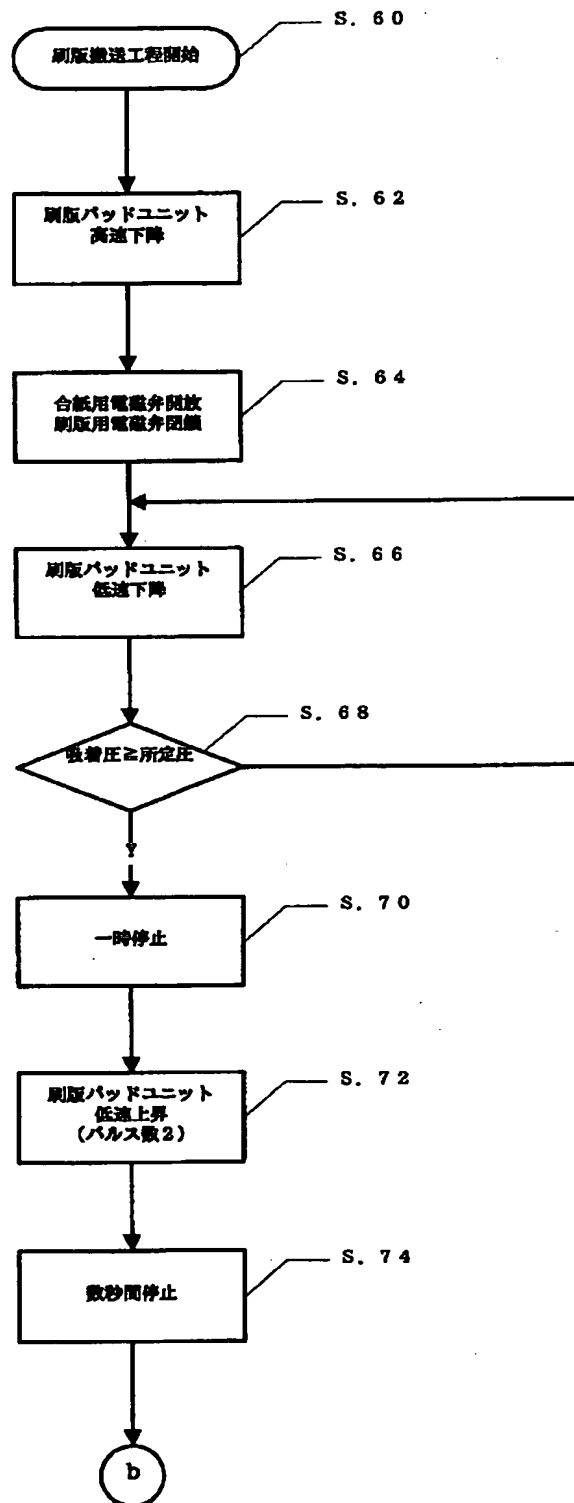 S. 60
刷版搬送工程開始
S. 62
刷版パッドユニット
高速下降
S. 64
合紙用電磁弁開放
刷版用電磁弁閉鎖
S. 66
刷版パッドユニット
低速下降
S. 68
吸着圧≧所定圧
Y
S. 70
一時停止
S. 72
刷版パッドユニット
低速上昇
(パルス数2)
S. 74
数秒間停止
b